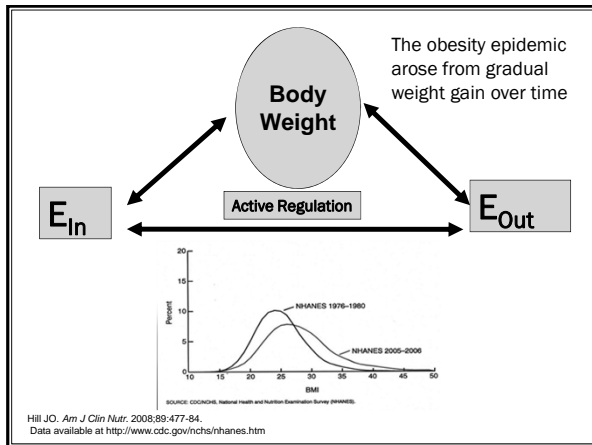 The obesity epidemic
arose from gradual
weight gain over time
Body
Weight
E_In
Active Regulation
E_Out
20
15
10
5
0
Percent
NHANES 1976–1980
NHANES 2005–2006
10 15 20 25 30 35 40 45 50
BMI
SOURCE: CDC/NCHS, National Health and Nutrition Examination Survey (NHANES).
Hill JO. Am J Clin Nutr. 2008;89:477-84.
Data available at http://www.cdc.gov/nchs/nhanes.htm